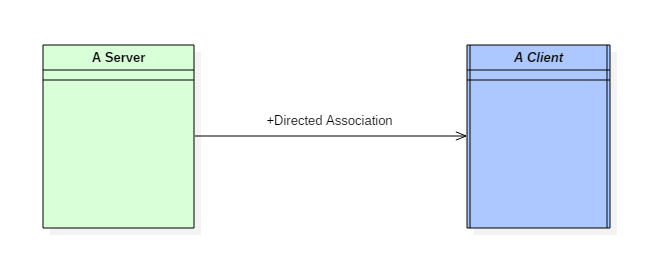 A Server
A Client
+Directed Association